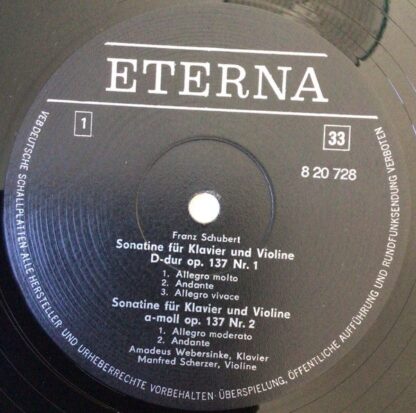 ETERNA
1
33
8 20 728
Franz Schubert
Sonatine für Klavier und Violine
D-dur op. 137 Nr. 1
1. Allegro molto
2. Andante
3. Allegro vivace
Sonatine für Klavier und Violine
a-moll op. 137 Nr. 2
1. Allegro moderato
2. Andante
Amadeus Webersinke, Klavier
Manfred Scherzer, Violine
VEB DEUTSCHE SCHALLPLATTEN · ALLE HERSTELLER- UND URHEBERRECHTE VORBEHALTEN · ÜBERSPIELUNG, ÖFFENTLICHE AUFFÜHRUNG UND RUNDFUNKSENDUNG VERBOTEN